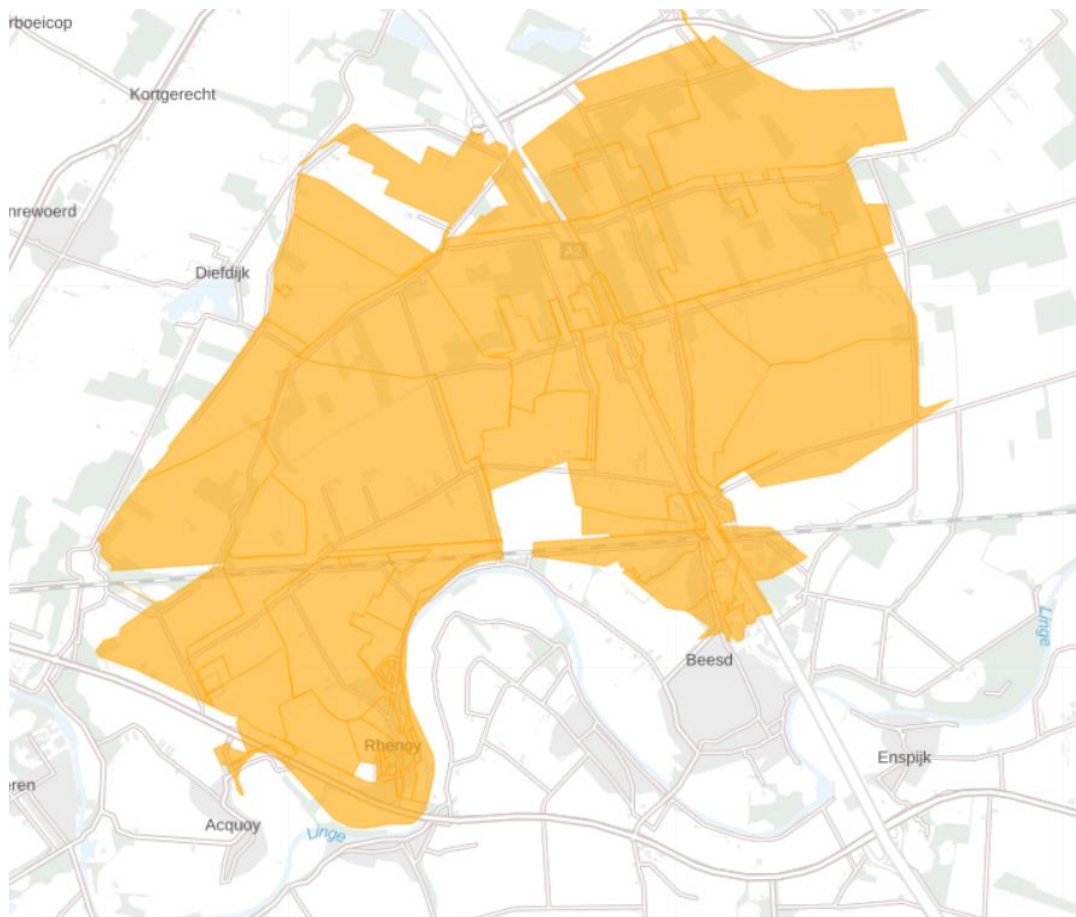 rboeicop
Kortgerecht
nrewoerd
Diefdijk
A2
Linge
Beesd
Rhenoy
Enspijk
eren
Acquoy
Linge